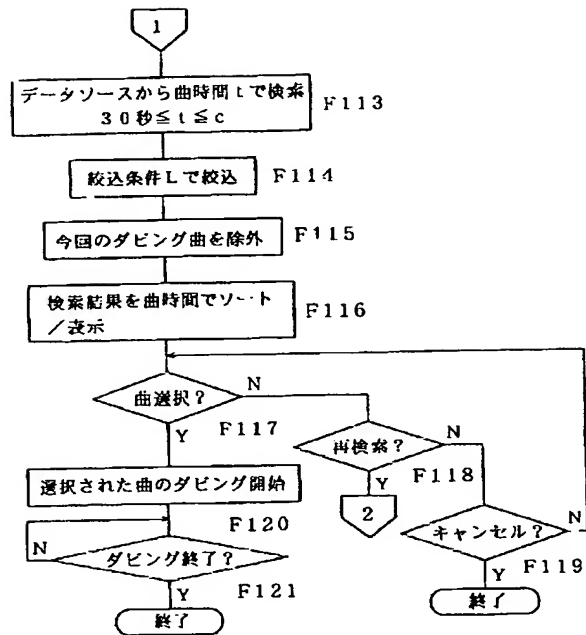 1
データソースから曲時間tで検索
30秒≦t≦c
F113
絞込条件Lで絞込
F114
今回のダビング曲を除外
F115
検索結果を曲時間でソート
／表示
F116
曲選択？
N
Y
F117
再検索？
N
Y
F118
2
キャンセル？
N
Y
F119
終了
選択された曲のダビング開始
F120
ダビング終了？
N
Y
F121
終了